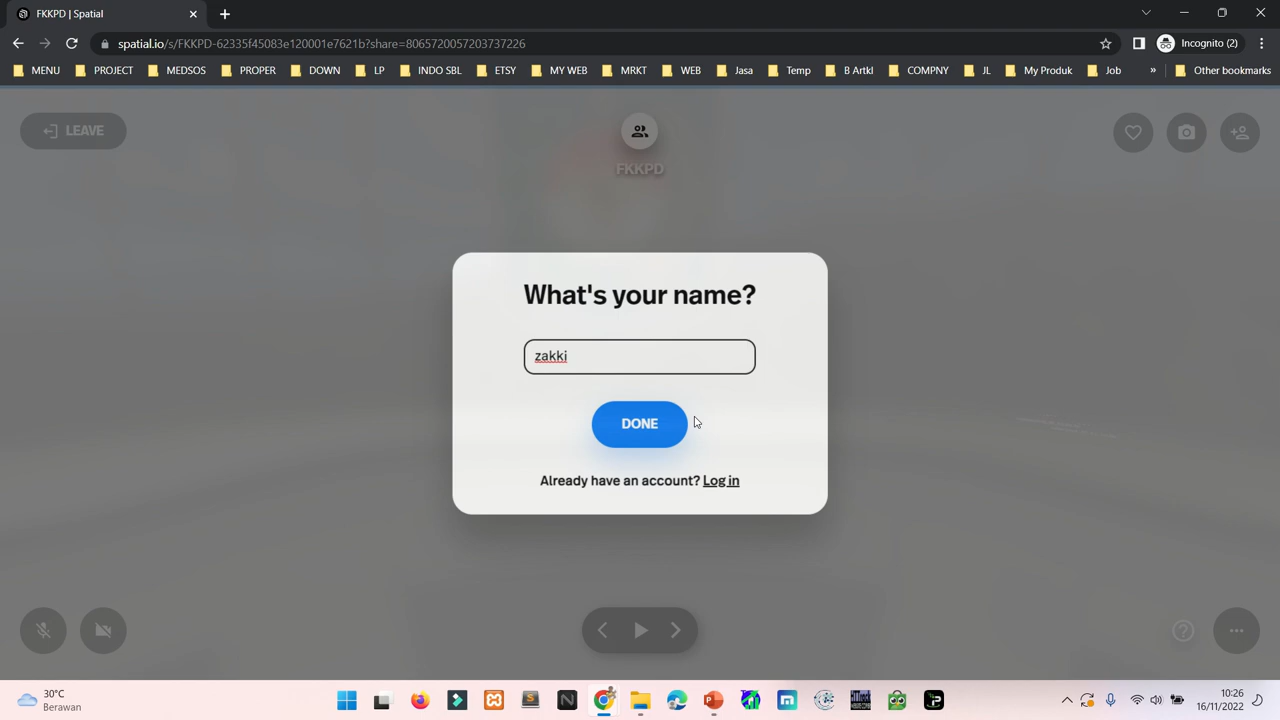 FKKPD | Spatial
spatial.io/s/FKKPD-62335f45083e120001e7621b?share=8065720057203737226
Incognito (2)
MENU PROJECT MEDSOS PROPER DOWN LP INDO SBL ETSY MY WEB MRKT WEB Jasa Temp B Artkl COMPNY JL My Produk Job » Other bookmarks
LEAVE
FKKPD
What's your name?
zakki
DONE
Already have an account? Log in
30°C
Berawan
10:26
16/11/2022